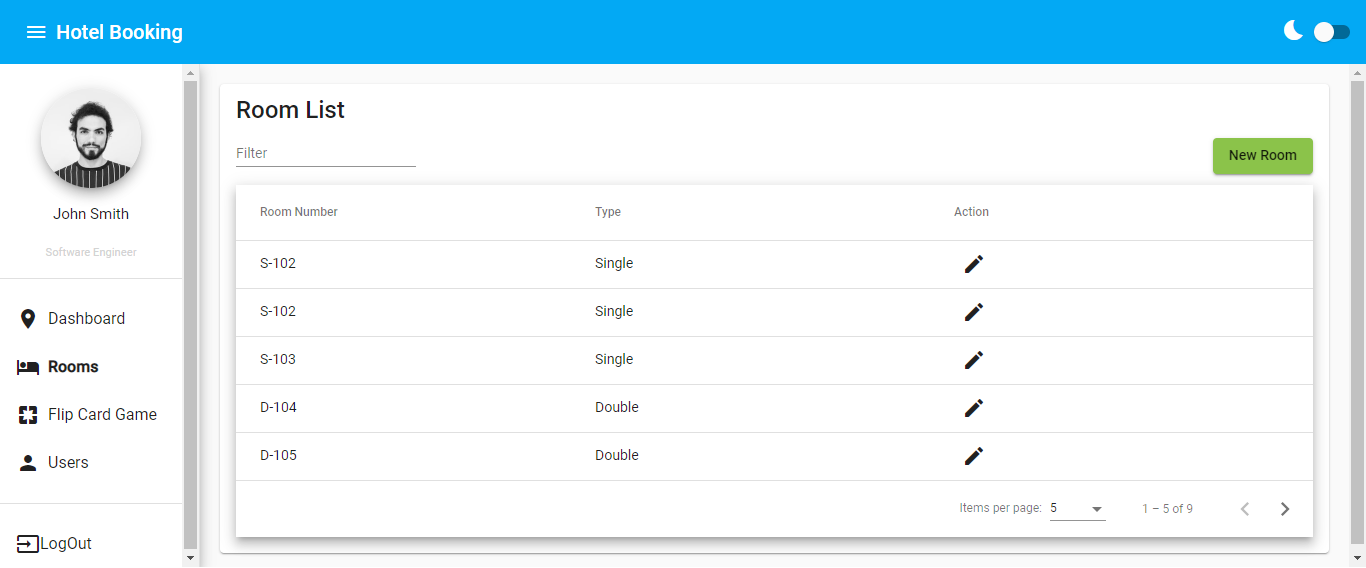 Hotel Booking
John Smith
Software Engineer
Dashboard
Rooms
Flip Card Game
Users
LogOut
Room List
Filter
New Room
Room Number Type Action
S-102 Single
S-102 Single
S-103 Single
D-104 Double
D-105 Double
Items per page: 5 1 – 5 of 9